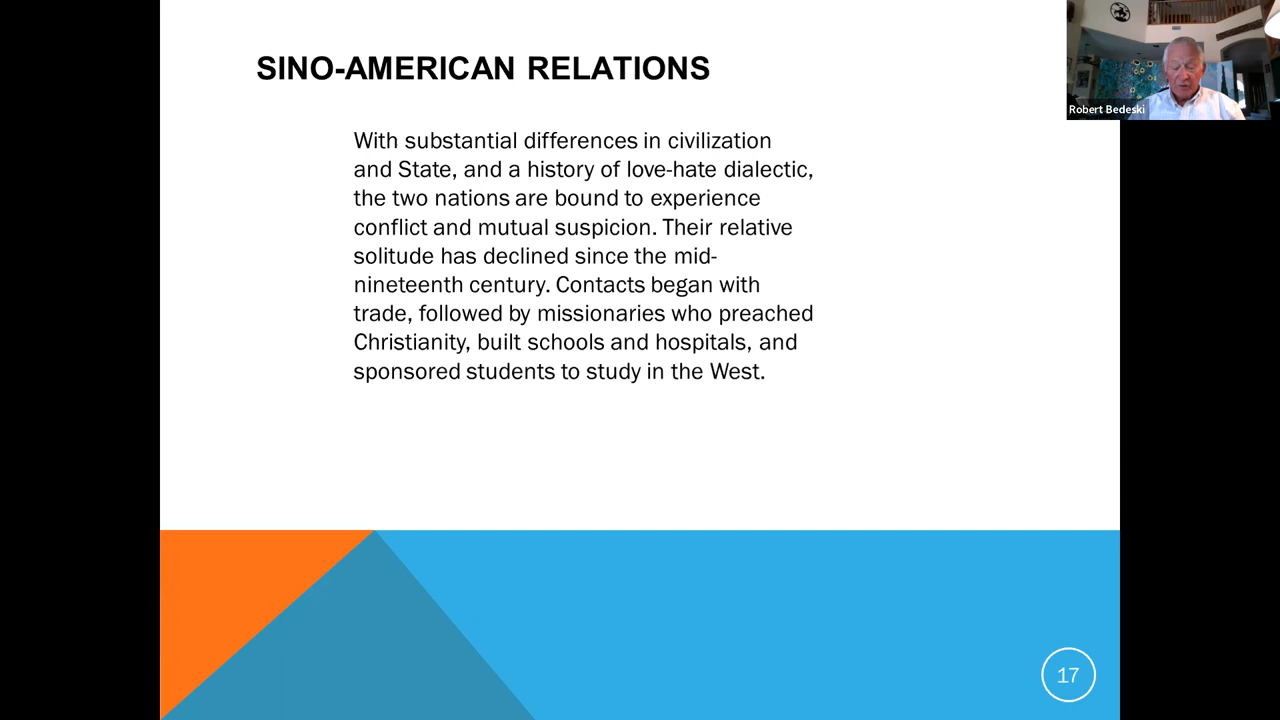 SINO-AMERICAN RELATIONS
Robert Bedeski
With substantial differences in civilization
and State, and a history of love-hate dialectic,
the two nations are bound to experience
conflict and mutual suspicion. Their relative
solitude has declined since the mid-
nineteenth century. Contacts began with
trade, followed by missionaries who preached
Christianity, built schools and hospitals, and
sponsored students to study in the West.
17